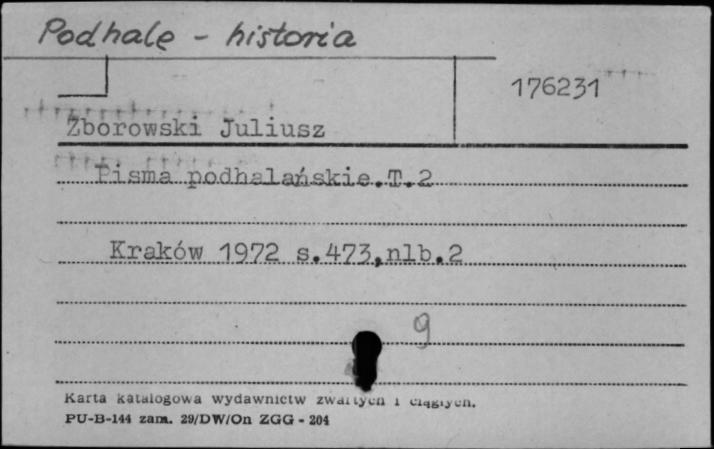 Podhale - historia
176231
Zborowski Juliusz
Pisma podhalańskie.T.2
Kraków 1972 s.473,nlb.2
9
Karta katalogowa wydawnictw zwartych i ciągłych.
PU-B-144 zam. 29/DW/On ZGG - 204